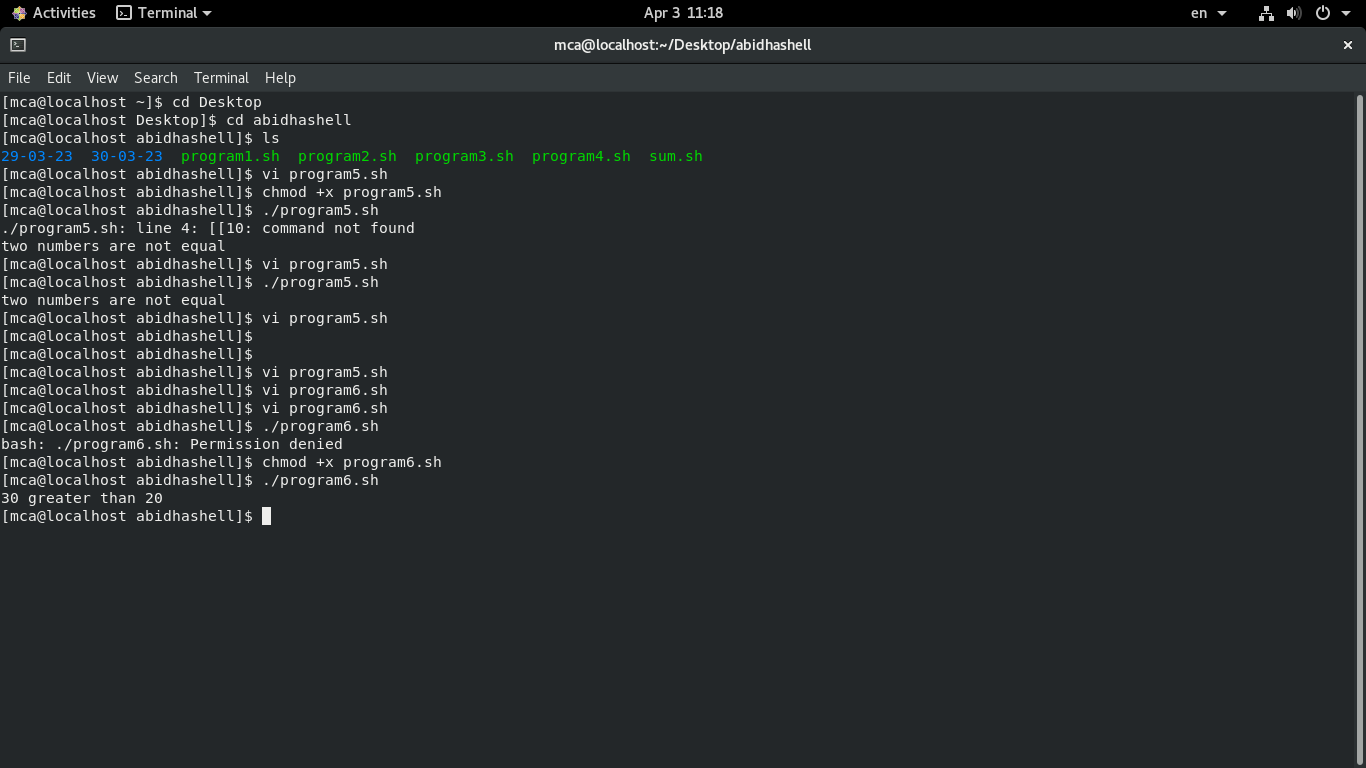 Activities Terminal Apr 3 11:18 en
mca@localhost:~/Desktop/abidhashell ×
File Edit View Search Terminal Help
[mca@localhost ~]$ cd Desktop
[mca@localhost Desktop]$ cd abidhashell
[mca@localhost abidhashell]$ ls
29-03-23  30-03-23  program1.sh  program2.sh  program3.sh  program4.sh  sum.sh
[mca@localhost abidhashell]$ vi program5.sh
[mca@localhost abidhashell]$ chmod +x program5.sh
[mca@localhost abidhashell]$ ./program5.sh
./program5.sh: line 4: [[10: command not found
two numbers are not equal
[mca@localhost abidhashell]$ vi program5.sh
[mca@localhost abidhashell]$ ./program5.sh
two numbers are not equal
[mca@localhost abidhashell]$ vi program5.sh
[mca@localhost abidhashell]$
[mca@localhost abidhashell]$
[mca@localhost abidhashell]$ vi program5.sh
[mca@localhost abidhashell]$ vi program6.sh
[mca@localhost abidhashell]$ vi program6.sh
[mca@localhost abidhashell]$ ./program6.sh
bash: ./program6.sh: Permission denied
[mca@localhost abidhashell]$ chmod +x program6.sh
[mca@localhost abidhashell]$ ./program6.sh
30 greater than 20
[mca@localhost abidhashell]$